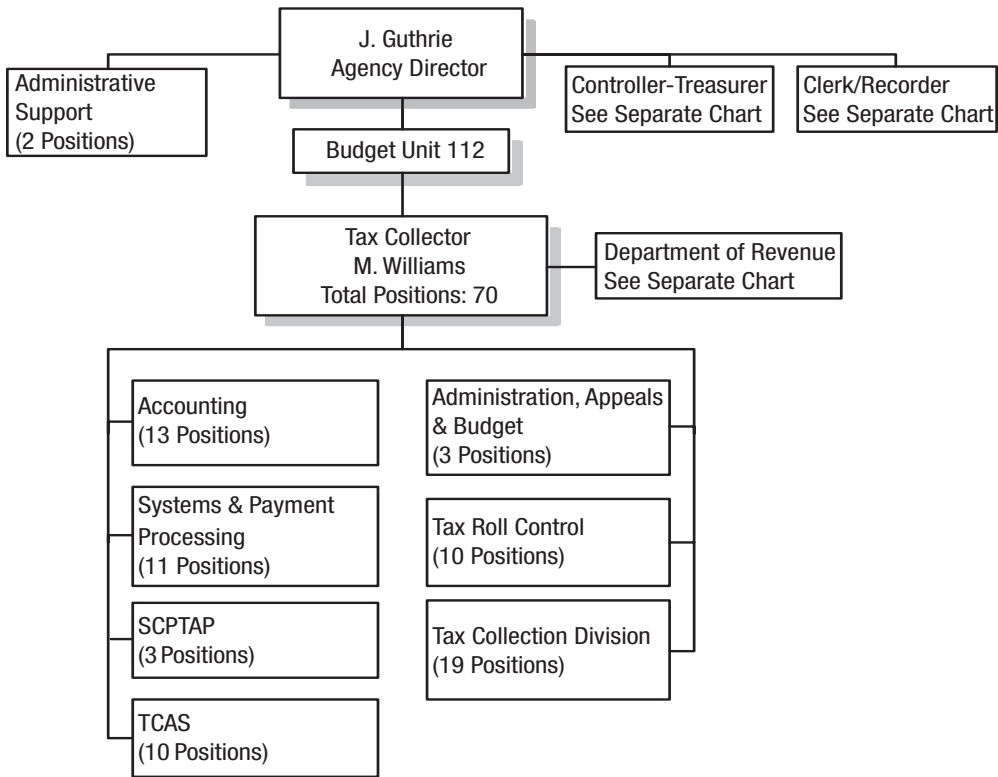 J. Guthrie
Agency Director
Administrative
Support
(2 Positions)
Controller-Treasurer
See Separate Chart
Clerk/Recorder
See Separate Chart
Budget Unit 112
Tax Collector
M. Williams
Total Positions: 70
Department of Revenue
See Separate Chart
Accounting
(13 Positions)
Systems & Payment
Processing
(11 Positions)
SCPTAP
(3 Positions)
TCAS
(10 Positions)
Administration, Appeals
& Budget
(3 Positions)
Tax Roll Control
(10 Positions)
Tax Collection Division
(19 Positions)